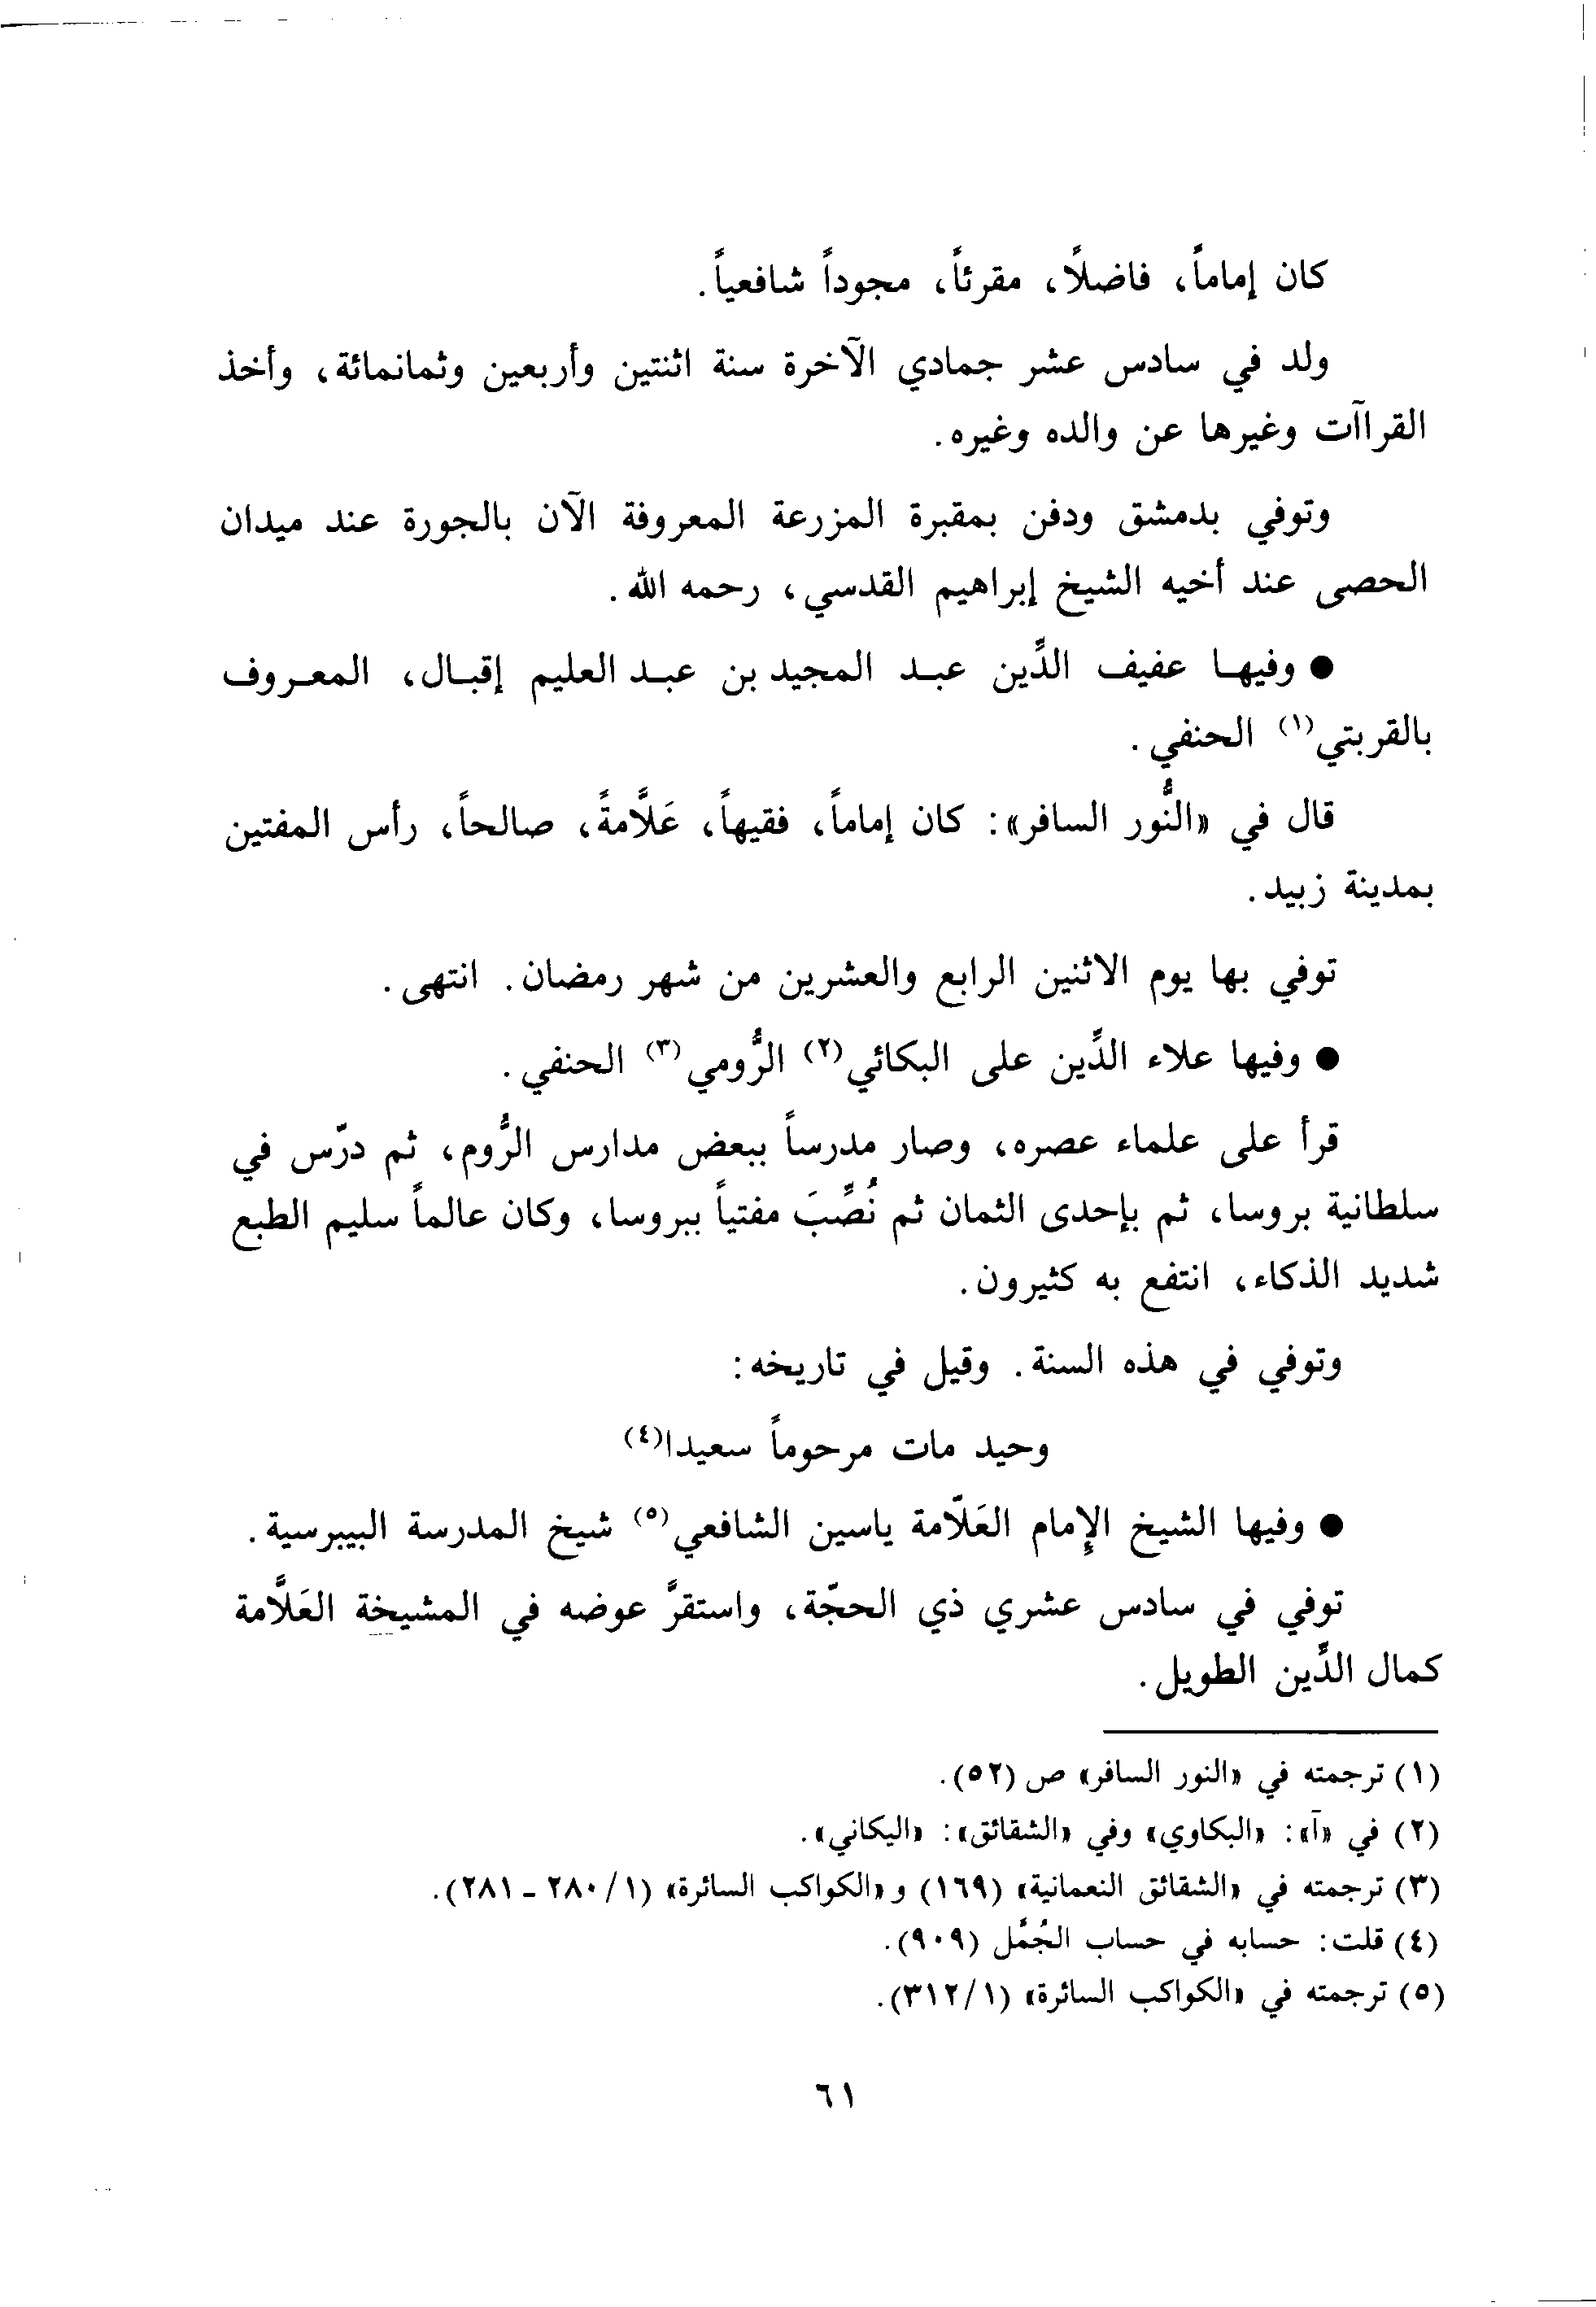 كان إماماً، فاضلاً، مقرئاً، مجوداً شافعياً.
ولد في سادس عشر جمادي الآخرة سنة اثنتين وأربعين وثمانمائة، وأخذ
القراآت وغيرها عن والده وغيره.
وتوفي بدمشق ودفن بمقبرة المزرعة المعروفة الآن بالجورة عند ميدان
الحصى عند أخيه الشيخ إبراهيم القدسي، رحمه الله.
● وفيها عفيف الدِّين عبد المجيد بن عبد العليم إقبال، المعروف
بالقربتي(١) الحنفي.
قال في «النُّور السافر»: كان إماماً، فقيهاً، عَلاَّمةً، صالحاً، رأس المفتين
بمدينة زبيد.
توفي بها يوم الاثنين الرابع والعشرين من شهر رمضان. انتهى.
● وفيها علاء الدِّين على البكائي(٢) الرُّومي(٣) الحنفي.
قرأ على علماء عصره، وصار مدرساً ببعض مدارس الرُّوم، ثم درّس في
سلطانية بروسا، ثم بإحدى الثمان ثم نُصِّبَ مفتياً ببروسا، وكان عالماً سليم الطبع
شديد الذكاء، انتفع به كثيرون.
وتوفي في هذه السنة. وقيل في تاريخه:
وحيد مات مرحوماً سعيدا(٤)
● وفيها الشيخ الإِمام العَلاّمة ياسين الشافعي(٥) شيخ المدرسة البيبرسية.
توفي في سادس عشري ذي الحجّة، واستقرَّ عوضه في المشيخة العَلاَّمة
كمال الدِّين الطويل.
(١) ترجمته في «النور السافر» ص (٥٢).
(٢) في «آ»: «البكاوي» وفي «الشقائق»: «اليكاني».
(٣) ترجمته في «الشقائق النعمانية» (١٦٩) و «الكواكب السائرة» (١/ ٢٨٠ ـ ٢٨١).
(٤) قلت: حسابه في حساب الجُمَّل (٩٠٩).
(٥) ترجمته في «الكواكب السائرة» (١/ ٣١٢).
٦١